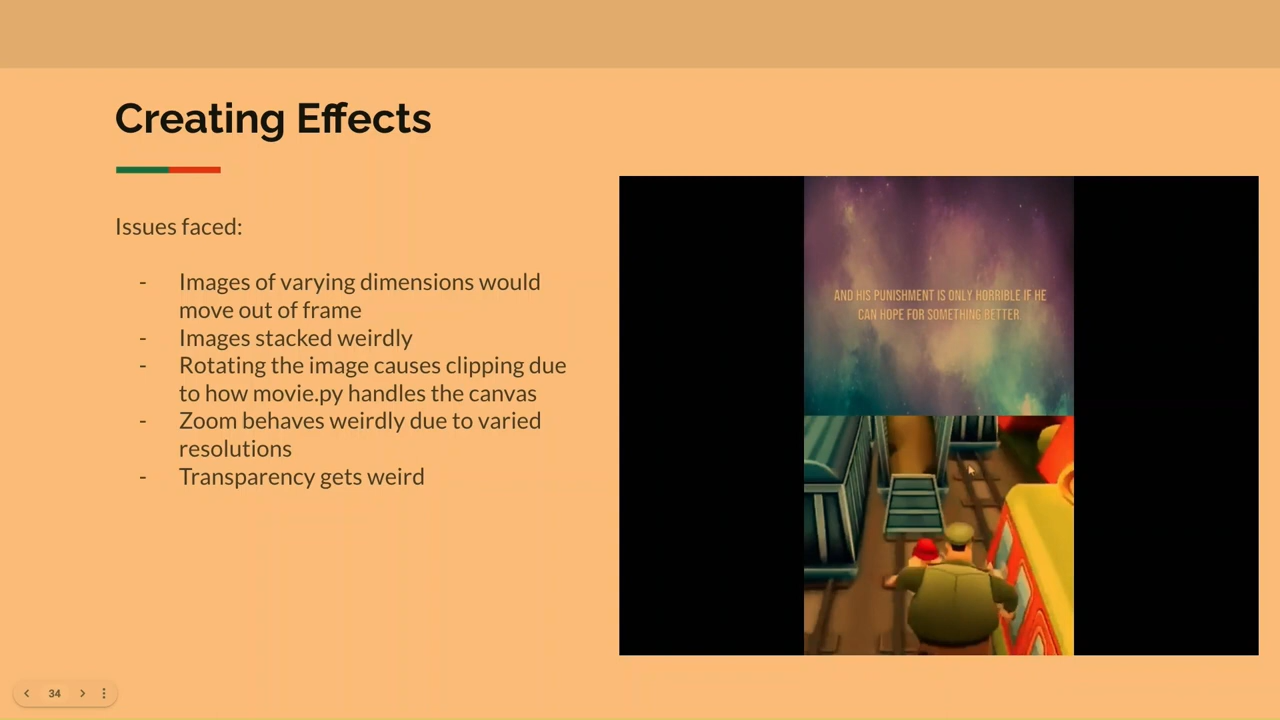 Creating Effects
Issues faced:
- Images of varying dimensions would
move out of frame
- Images stacked weirdly
- Rotating the image causes clipping due
to how movie.py handles the canvas
- Zoom behaves weirdly due to varied
resolutions
- Transparency gets weird
AND HIS PUNISHMENT IS ONLY HORRIBLE IF HE
CAN HOPE FOR SOMETHING BETTER
34